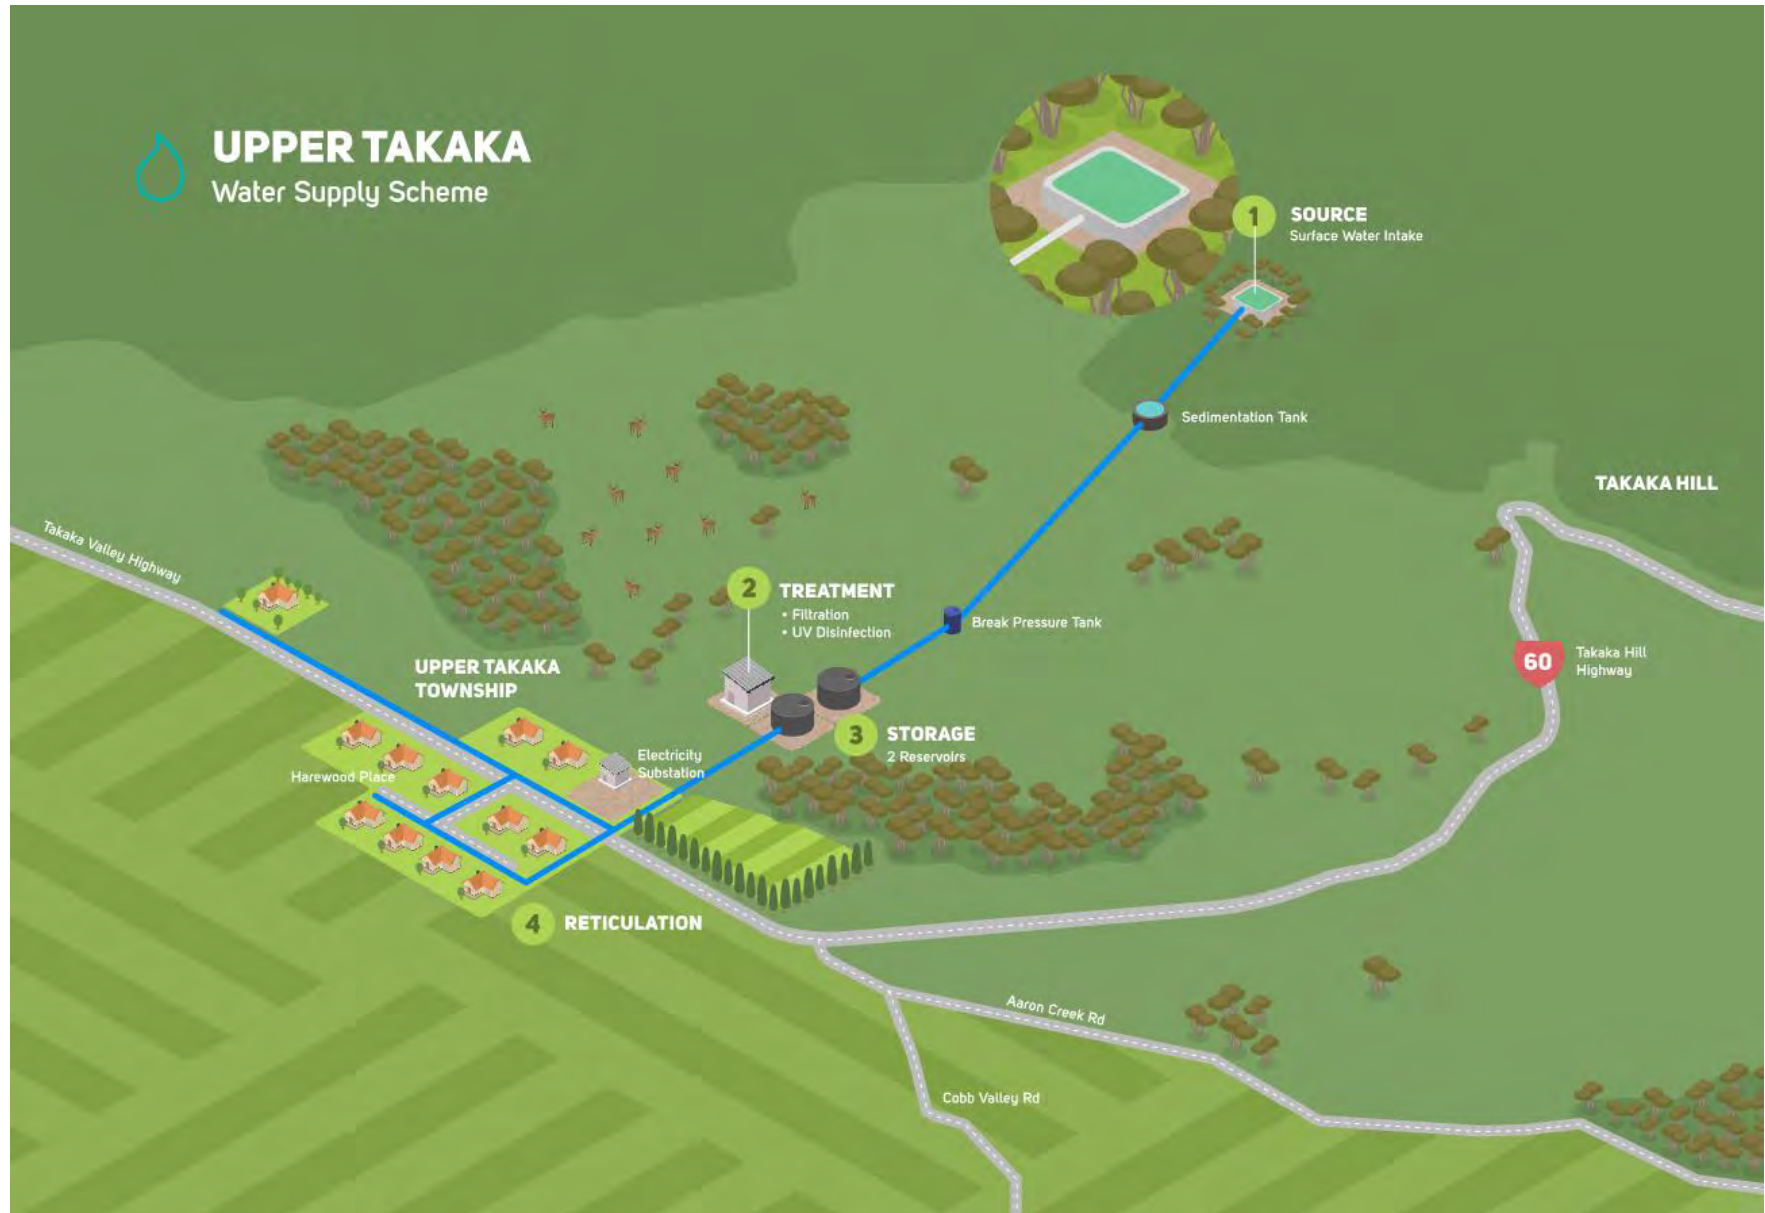 UPPER TAKAKA
Water Supply Scheme
1
SOURCE
Surface Water Intake
Sedimentation Tank
TAKAKA HILL
Takaka Valley Highway
2
TREATMENT
• Filtration
• UV Disinfection
Break Pressure Tank
60
Takaka Hill
Highway
UPPER TAKAKA
TOWNSHIP
3
STORAGE
2 Reservoirs
Electricity
Substation
Harewood Place
4
RETICULATION
Aaron Creek Rd
Cobb Valley Rd